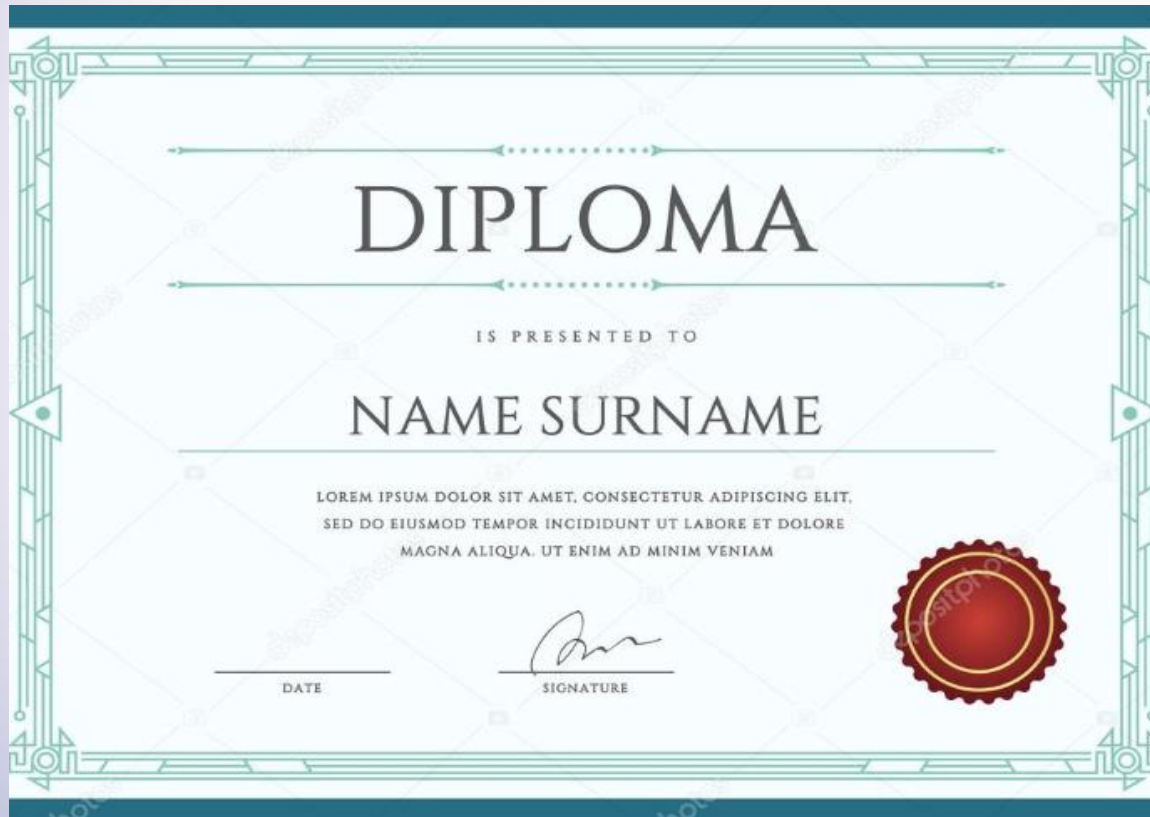 DIPLOMA
IS PRESENTED TO
NAME SURNAME
LOREM IPSUM DOLOR SIT AMET, CONSECTETUR ADIPISCING ELIT,
SED DO EIUSMOD TEMPOR INCIDIDUNT UT LABORE ET DOLORE
MAGNA ALIQUA. UT ENIM AD MINIM VENIAM
DATE
SIGNATURE
depositphotos